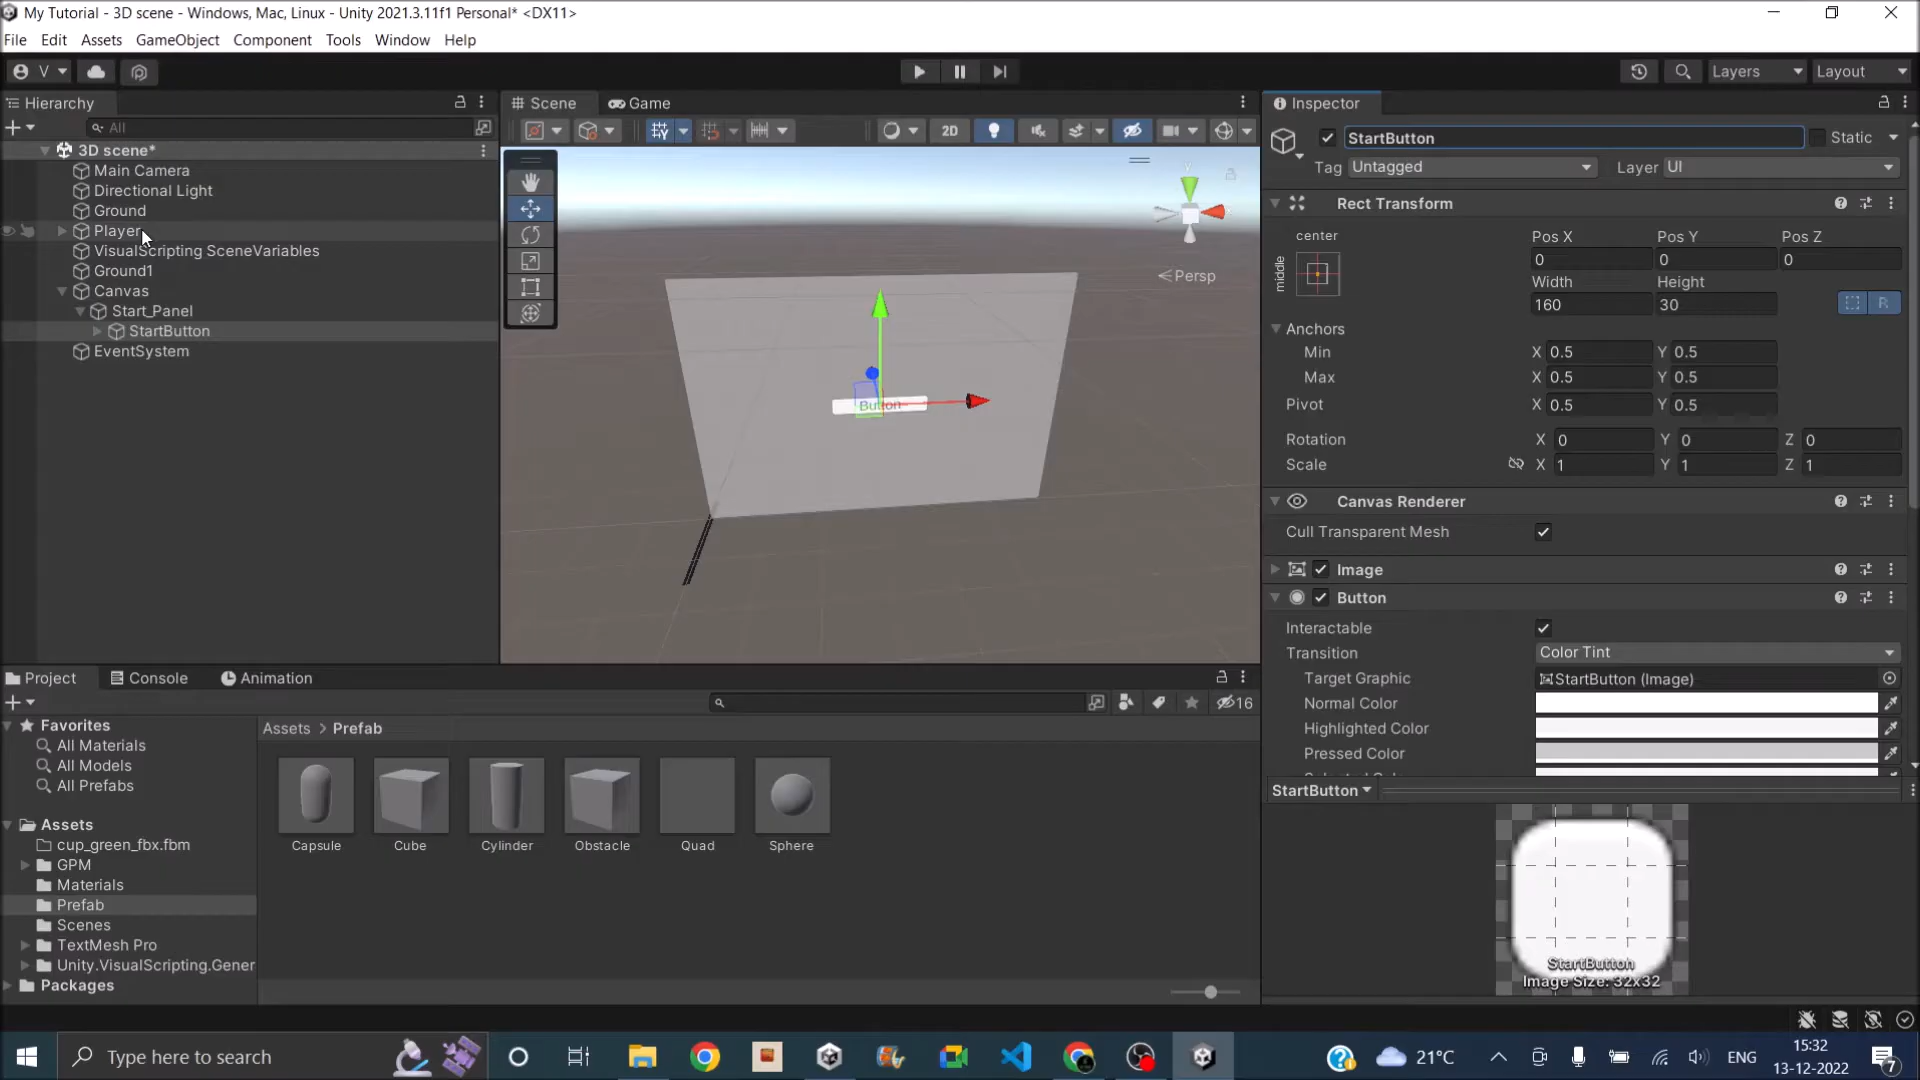 My Tutorial - 3D scene - Windows, Mac, Linux - Unity 2021.3.11f1 Personal* <DX11>
File Edit Assets GameObject Component Tools Window Help
V Layers Layout
Hierarchy
All
3D scene*
Main Camera
Directional Light
Ground
Player
VisualScripting SceneVariables
Ground1
Canvas
Start_Panel
StartButton
EventSystem
Scene Game
2D
Persp
Button
Inspector
StartButton Static
Tag Untagged Layer UI
Rect Transform
center
middle
Pos X Pos Y Pos Z
0 0 0
Width Height
160 30 R
Anchors
Min X 0.5 Y 0.5
Max X 0.5 Y 0.5
Pivot X 0.5 Y 0.5
Rotation X 0 Y 0 Z 0
Scale X 1 Y 1 Z 1
Canvas Renderer
Cull Transparent Mesh
Image
Button
Interactable
Transition Color Tint
Target Graphic StartButton (Image)
Normal Color
Highlighted Color
Pressed Color
StartButton
StartButton
Image Size: 32x32
Project Console Animation
16
Favorites
All Materials
All Models
All Prefabs
Assets
cup_green_fbx.fbm
GPM
Materials
Prefab
Scenes
TextMesh Pro
Unity.VisualScripting.Gener
Packages
Assets > Prefab
Capsule Cube Cylinder Obstacle Quad Sphere
Type here to search
21°C
ENG
15:32
13-12-2022
7